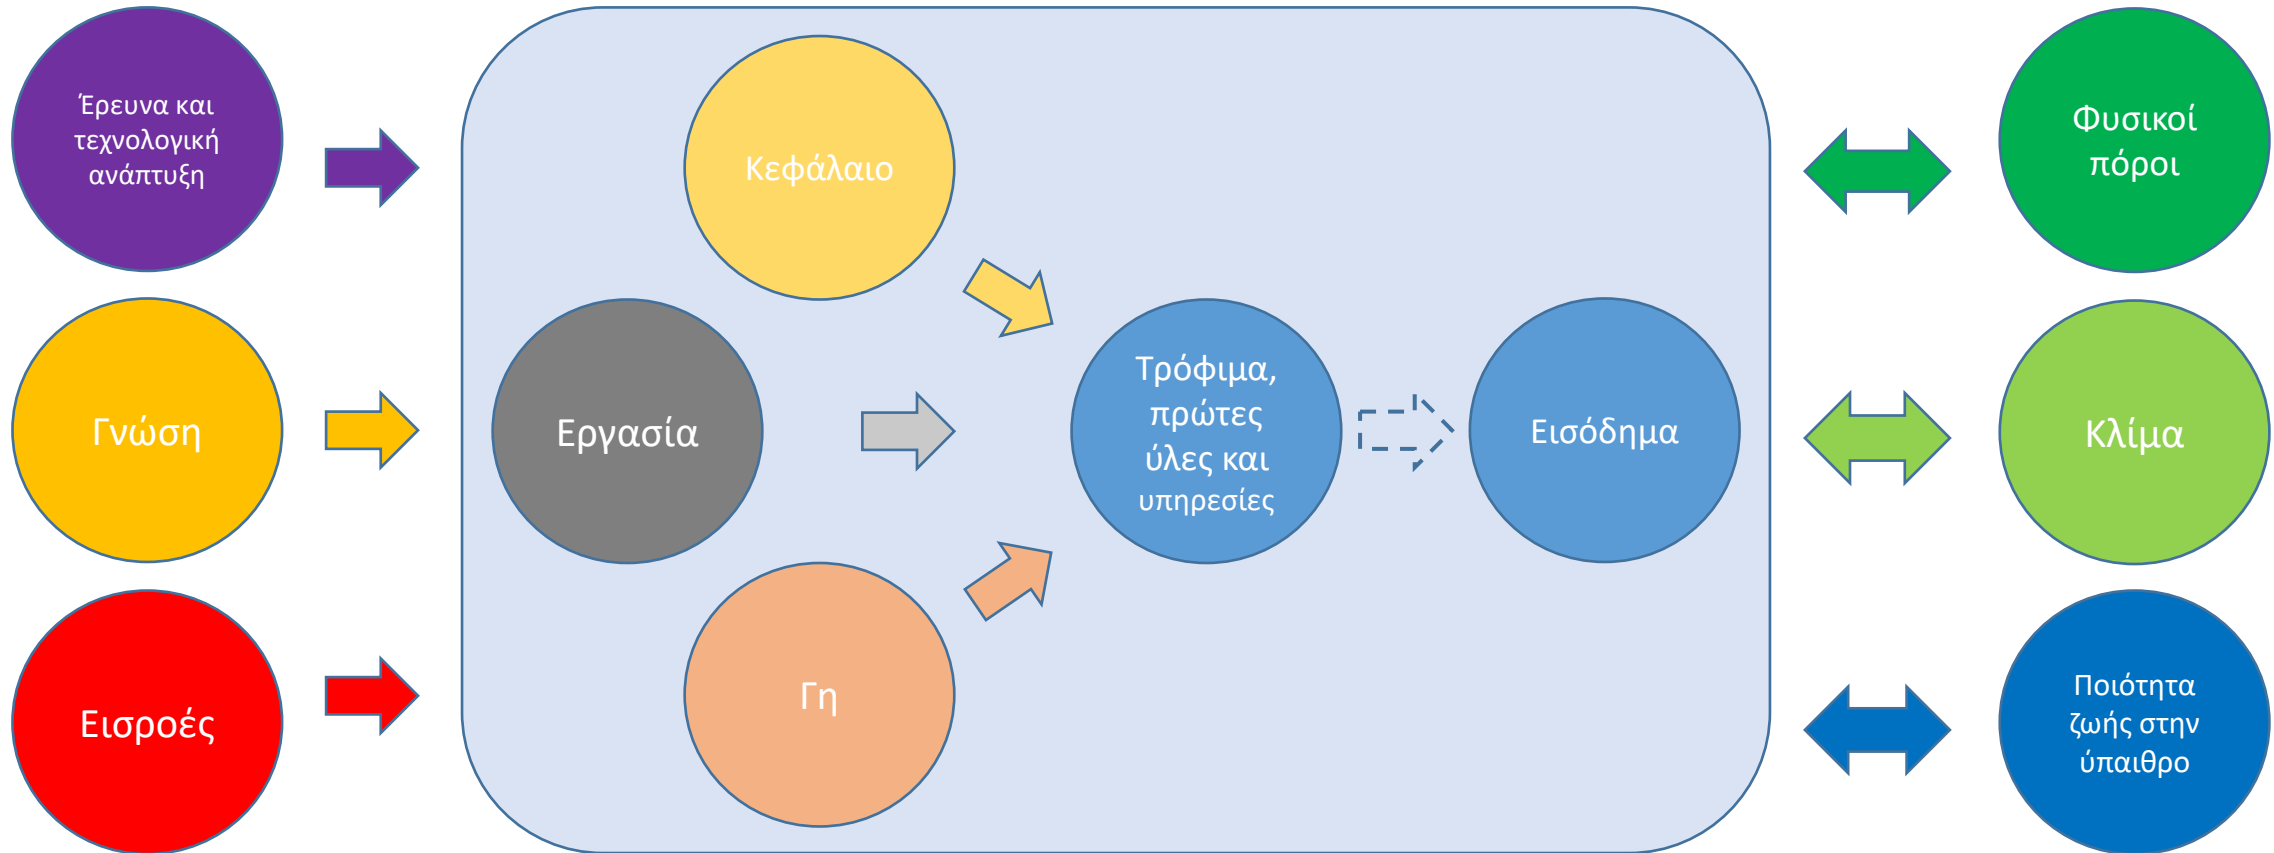 Έρευνα και
τεχνολογική
ανάπτυξη
Γνώση
Εισροές
Κεφάλαιο
Εργασία
Γη
Τρόφιμα,
πρώτες
ύλες και
υπηρεσίες
Εισόδημα
Φυσικοί
πόροι
Κλίμα
Ποιότητα
ζωής στην
ύπαιθρο